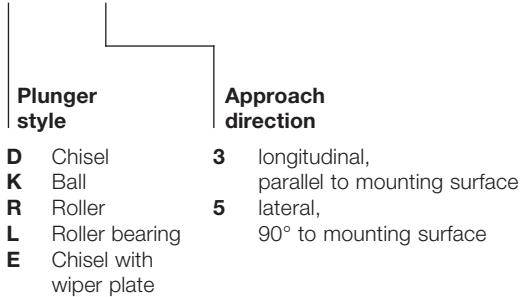 Plunger
style
D Chisel
K Ball
R Roller
L Roller bearing
E Chisel with
wiper plate
Approach
direction
3 longitudinal,
parallel to mounting surface
5 lateral,
90° to mounting surface